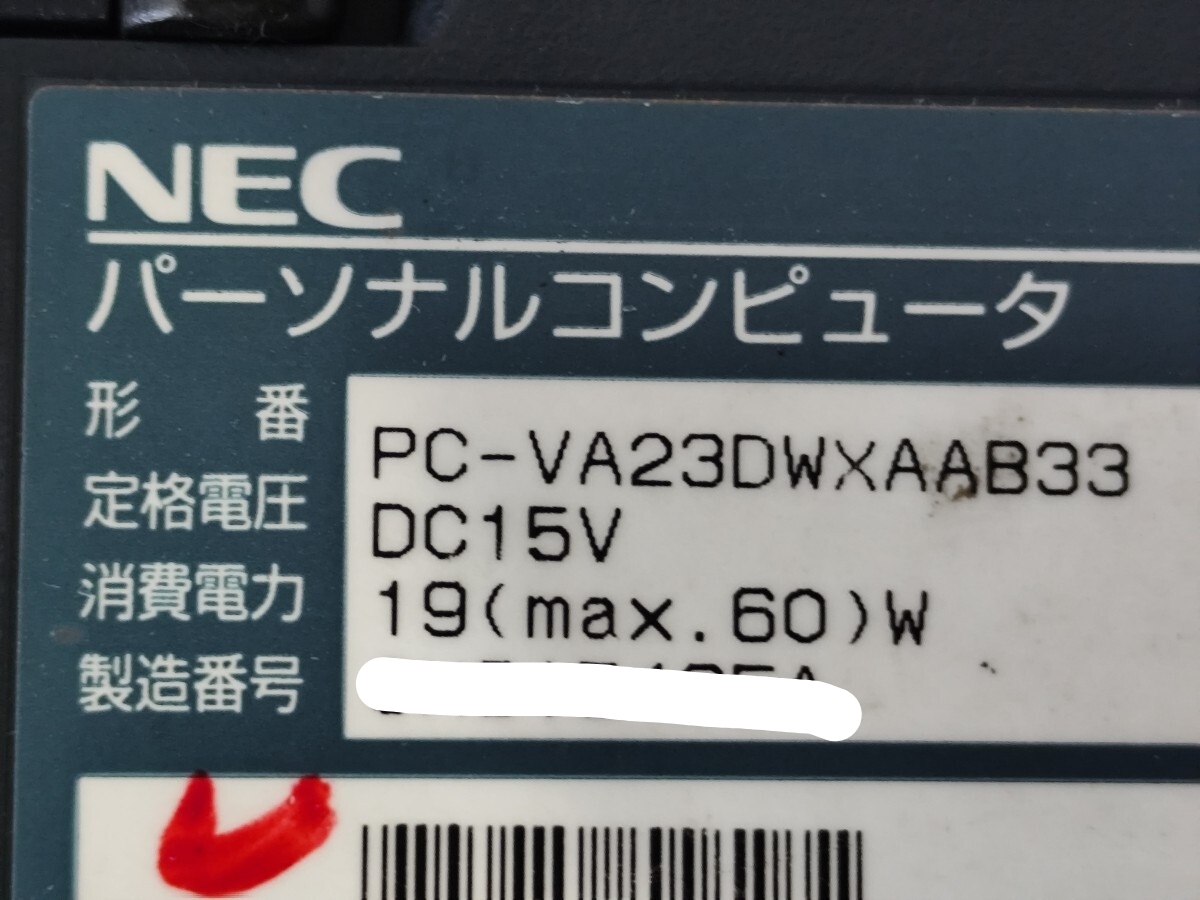 NEC
パーソナルコンピュータ
形番 PC-VA23DWXAAB33
定格電圧 DC15V
消費電力 19(max.60)W
製造番号